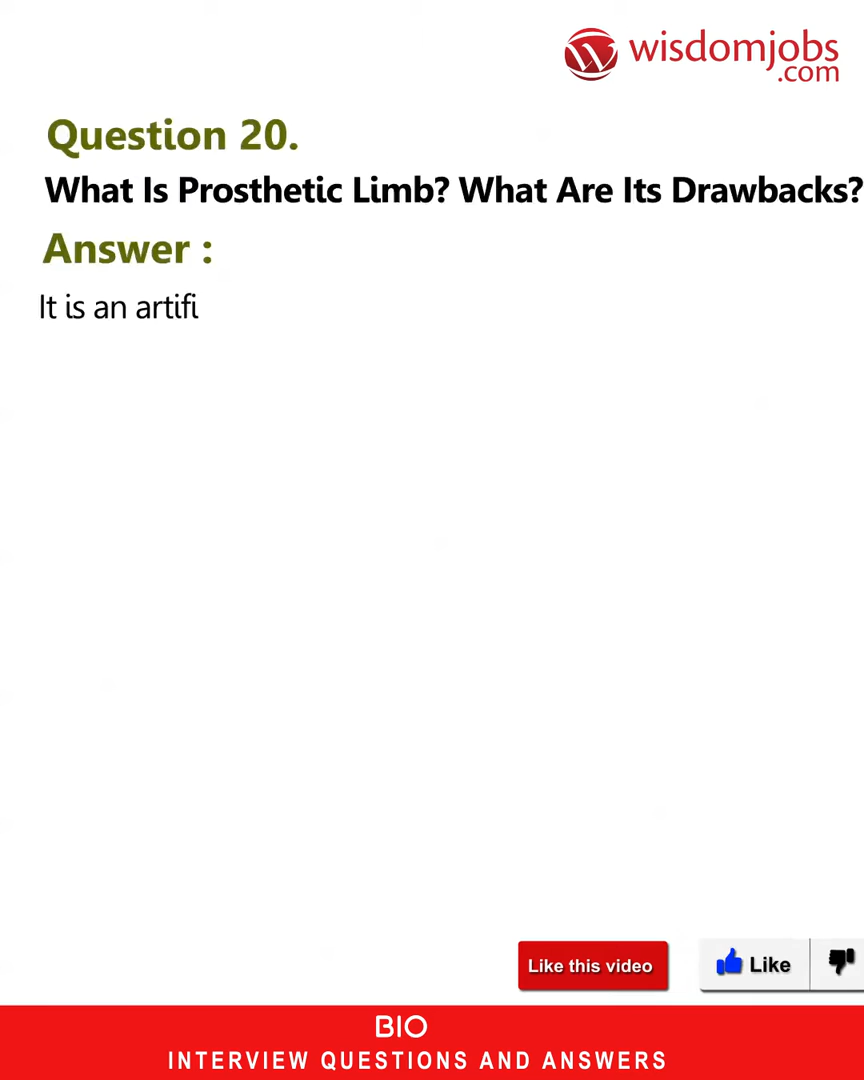 wisdomjobs
.com
Question 20.
What Is Prosthetic Limb? What Are Its Drawbacks?
Answer :
It is an artifi
Like this video
Like
BIO
INTERVIEW QUESTIONS AND ANSWERS